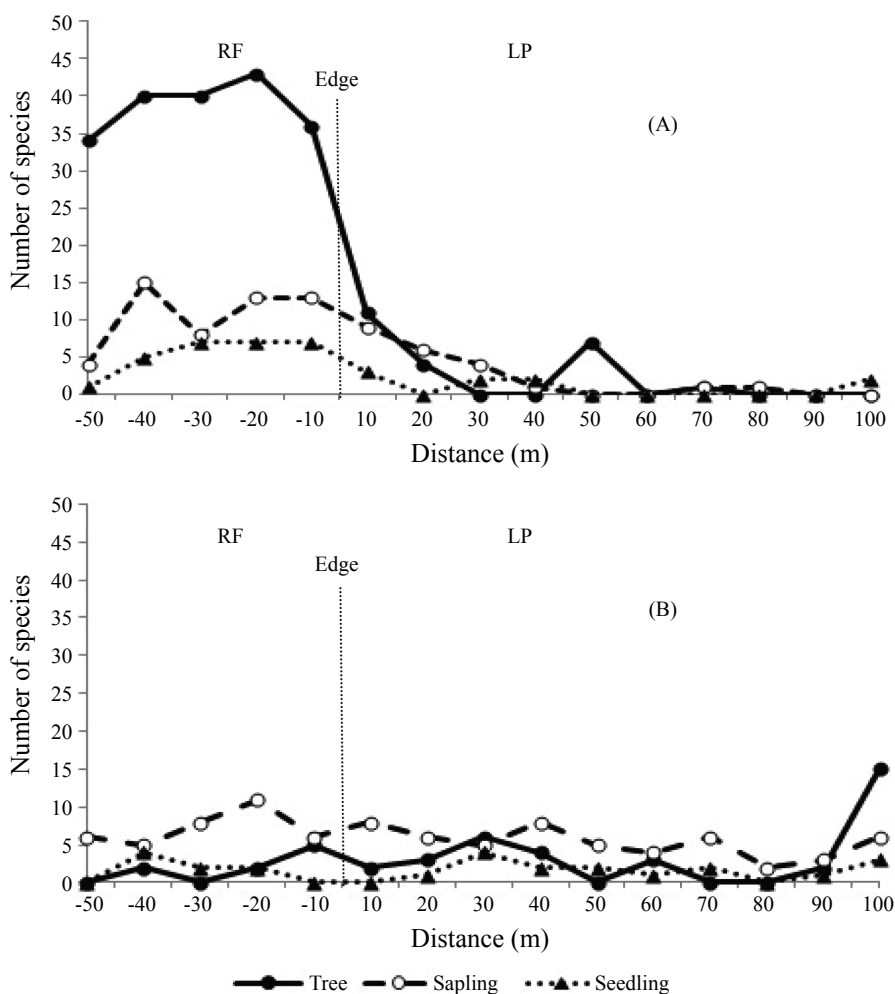 50
45
40
35
30
25
20
15
10
5
0
Number of species
RF
LP
Edge
(A)
-50 -40 -30 -20 -10 10 20 30 40 50 60 70 80 90 100
Distance (m)
50
45
40
35
30
25
20
15
10
5
0
Number of species
RF
LP
Edge
(B)
-50 -40 -30 -20 -10 10 20 30 40 50 60 70 80 90 100
Distance (m)
Tree Sapling Seedling